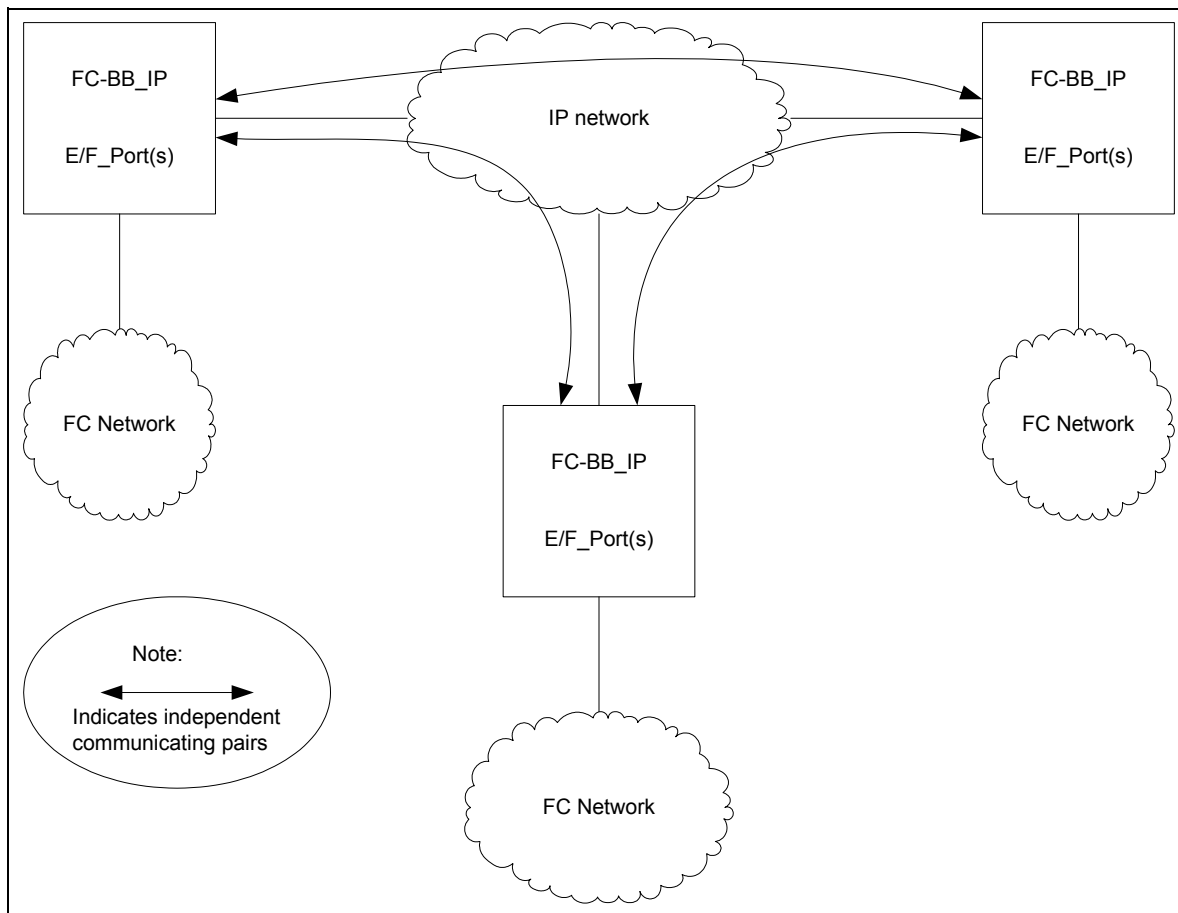 FC-BB_IP
E/F_Port(s)
IP network
FC-BB_IP
E/F_Port(s)
FC Network
FC Network
FC-BB_IP
E/F_Port(s)
Note:
Indicates independent
communicating pairs
FC Network